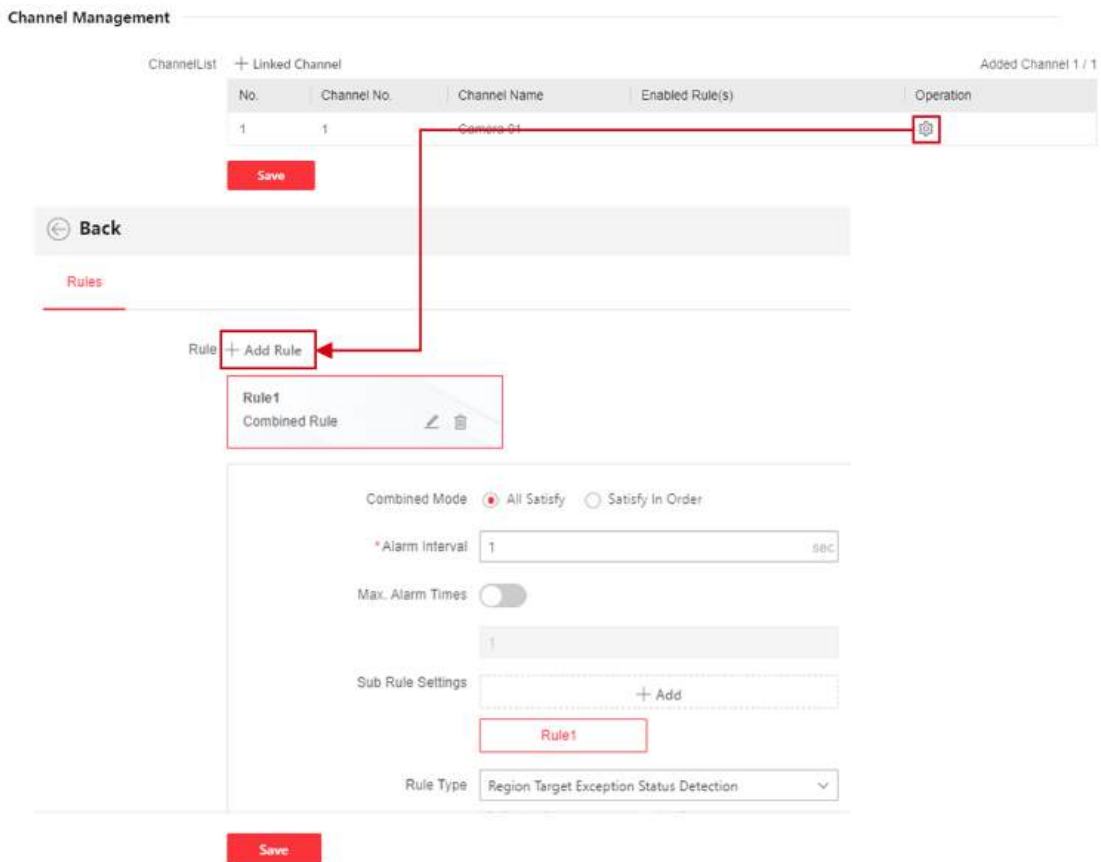 Channel Management
ChannelList + Linked Channel Added Channel 1 / 1
No. Channel No. Channel Name Enabled Rule(s) Operation
1 1 Camera 01
Save
Back
Rules
Rule + Add Rule
Rule1
Combined Rule
Combined Mode All Satisfy Satisfy In Order
*Alarm Interval 1 sec
Max. Alarm Times
1
Sub Rule Settings + Add
Rule1
Rule Type Region Target Exception Status Detection
Save